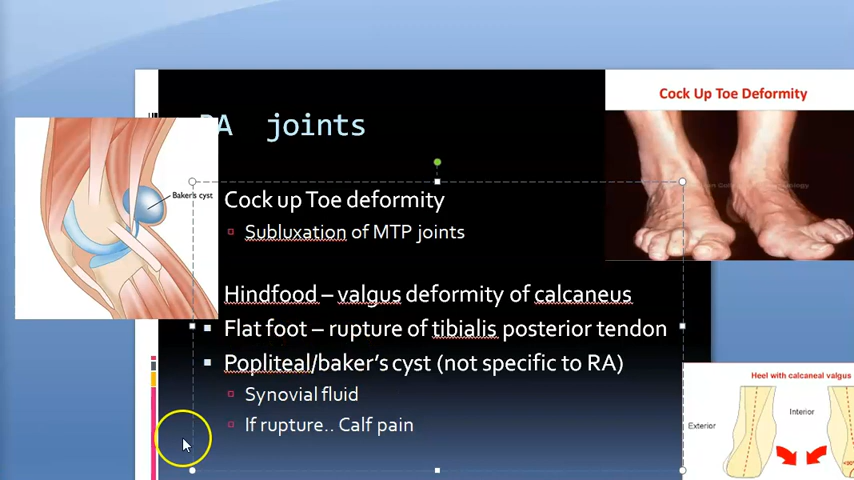 RA joints
Cock Up Toe Deformity
Baker's cyst
Cock up Toe deformity
Subluxation of MTP joints
Hindfood – valgus deformity of calcaneus
Flat foot – rupture of tibialis posterior tendon
Popliteal/baker's cyst (not specific to RA)
Synovial fluid
If rupture.. Calf pain
Heel with calcaneal valgus
Exterior
Interior